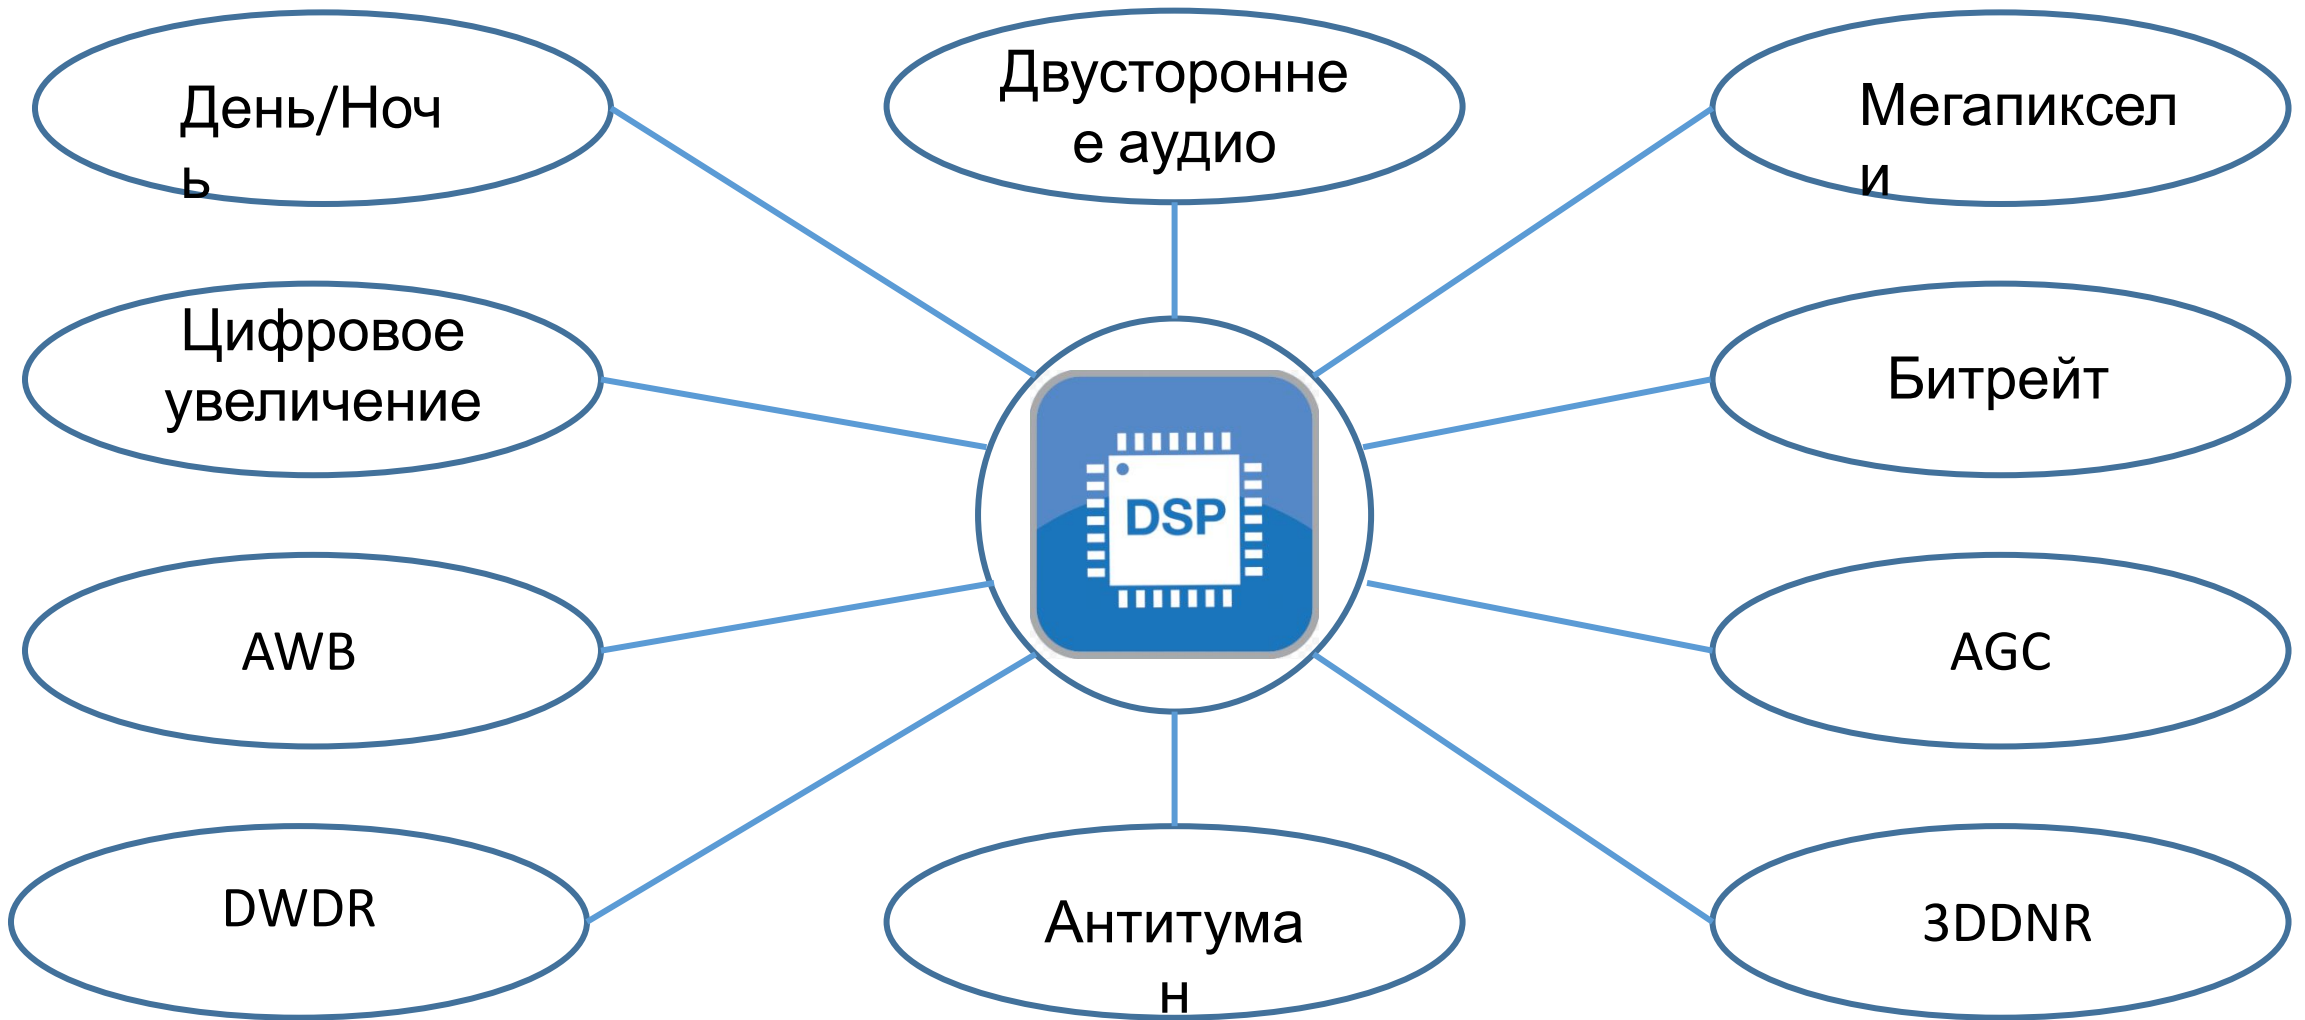 День/Ноч
ь
Двусторонне
е аудио
Мегапиксел
и
Цифровое
увеличение
Битрейт
DSP
AWB
AGC
DWDR
Антитума
н
3DDNR